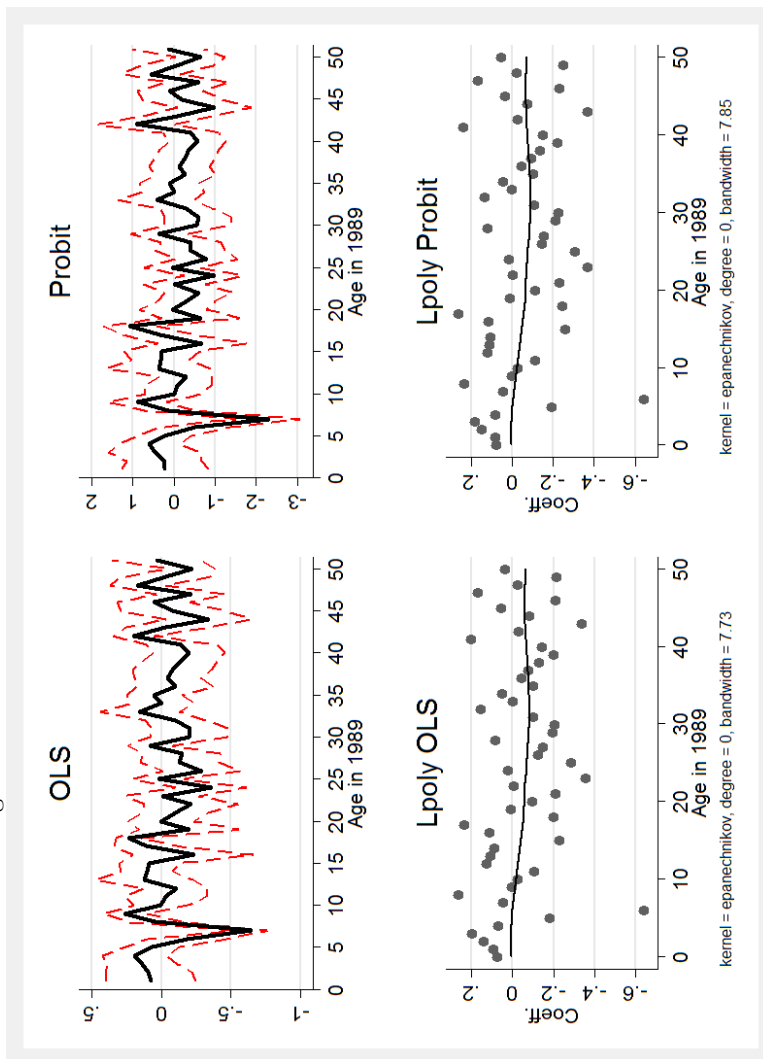 OLS
.5
0
-.5
-1
0 5 10 15 20 25 30 35 40 45 50
Age in 1989
Probit
2
1
0
-1
-2
-3
0 5 10 15 20 25 30 35 40 45 50
Age in 1989
Lpoly OLS
Coeff.
.2
0
-.2
-.4
-.6
0 10 20 30 40 50
Age in 1989
kernel = epanechnikov, degree = 0, bandwidth = 7.73
Lpoly Probit
Coeff.
.2
0
-.2
-.4
-.6
0 10 20 30 40 50
Age in 1989
kernel = epanechnikov, degree = 0, bandwidth = 7.85